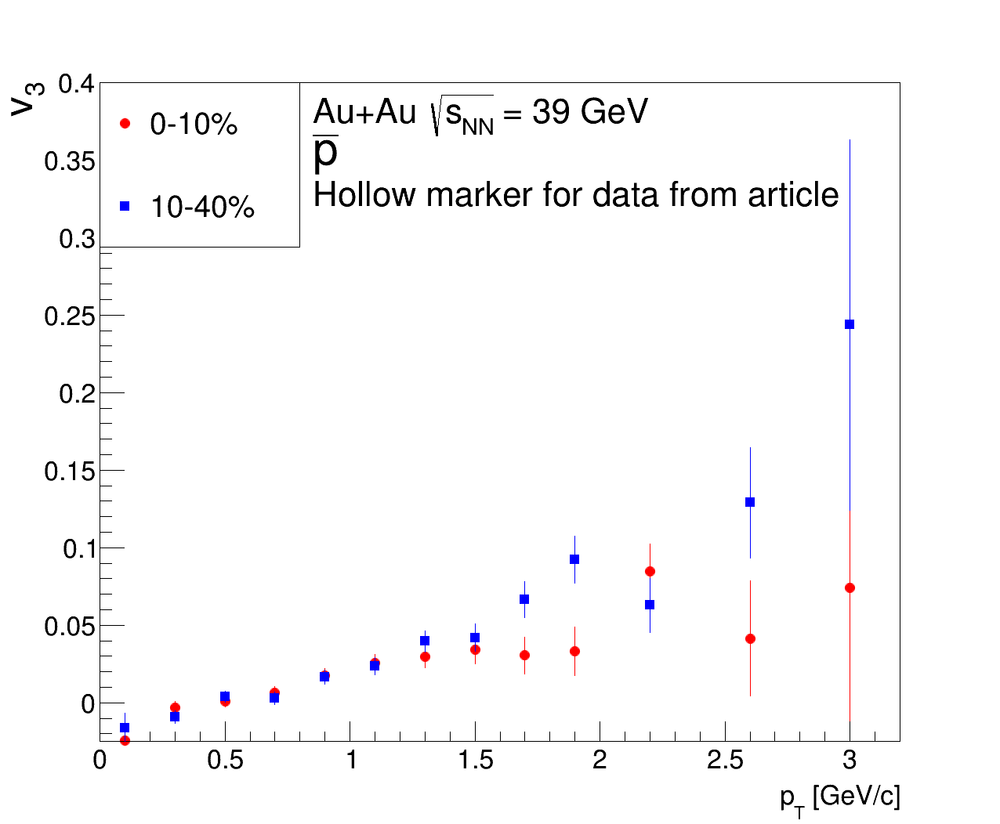 v3
0.4
0.35
0.3
0.25
0.2
0.15
0.1
0.05
0
0-10%
10-40%
Au+Au √sNN = 39 GeV
p̅
Hollow marker for data from article
0 0.5 1 1.5 2 2.5 3
pT [GeV/c]